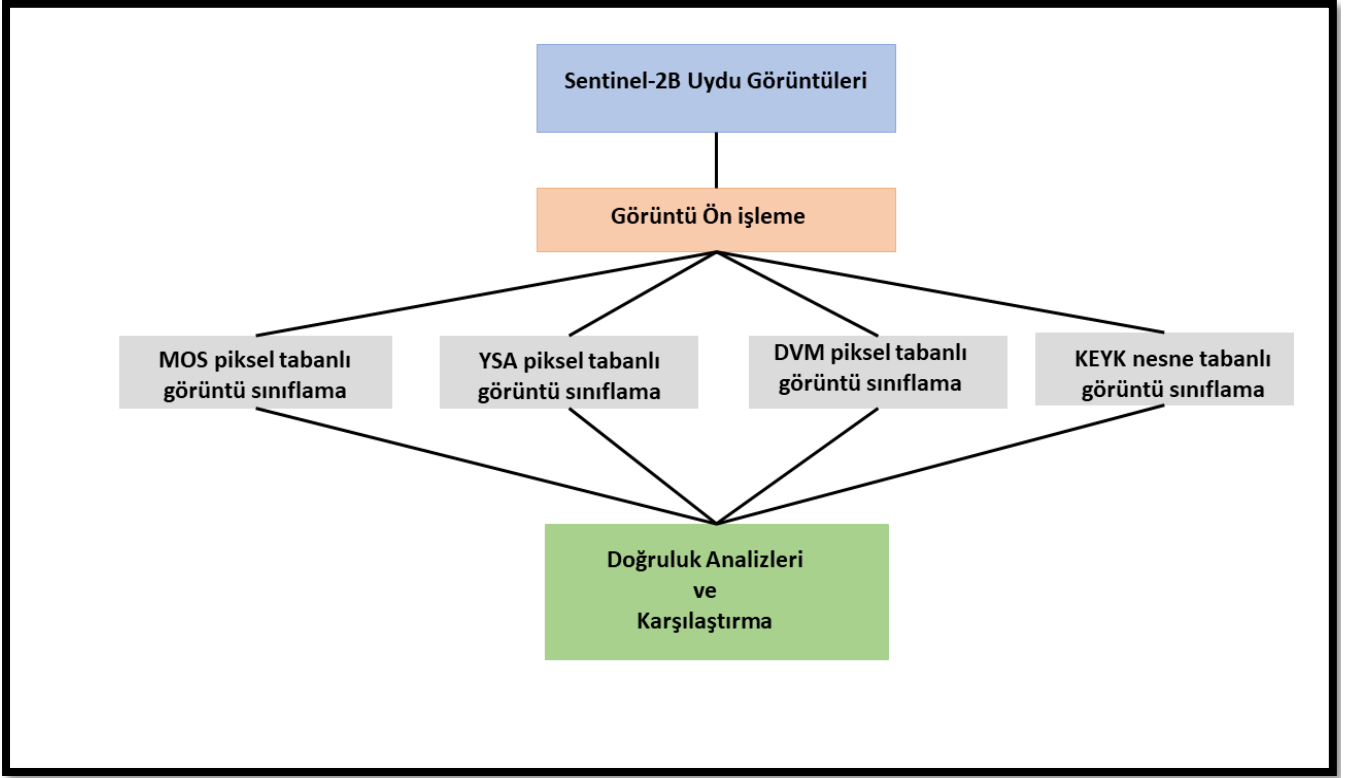 Sentinel-2B Uydu Görüntüleri
Görüntü Ön işleme
MOS piksel tabanlı
görüntü sınıflama
YSA piksel tabanlı
görüntü sınıflama
DVM piksel tabanlı
görüntü sınıflama
KEYK nesne tabanlı
görüntü sınıflama
Doğruluk Analizleri
ve
Karşılaştırma